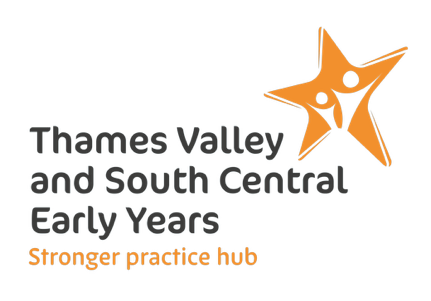 Thames Valley
and South Central
Early Years
Stronger practice hub